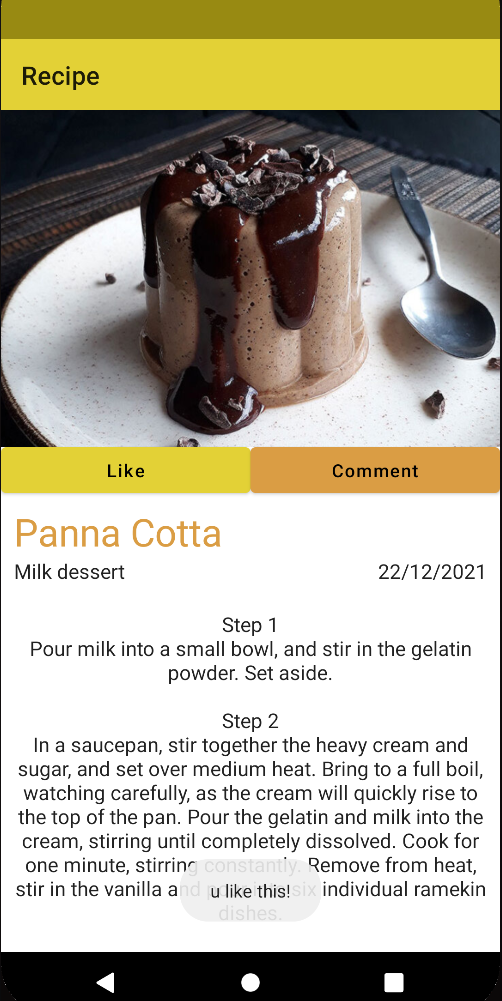 Recipe
Like
Comment
Panna Cotta
Milk dessert
22/12/2021
Step 1
Pour milk into a small bowl, and stir in the gelatin
powder. Set aside.
Step 2
In a saucepan, stir together the heavy cream and
sugar, and set over medium heat. Bring to a full boil,
watching carefully, as the cream will quickly rise to
the top of the pan. Pour the gelatin and milk into the
cream, stirring until completely dissolved. Cook for
one minute, stirring constantly. Remove from heat,
stir in the vanilla and six individual ramekin
u like this!
dishes.